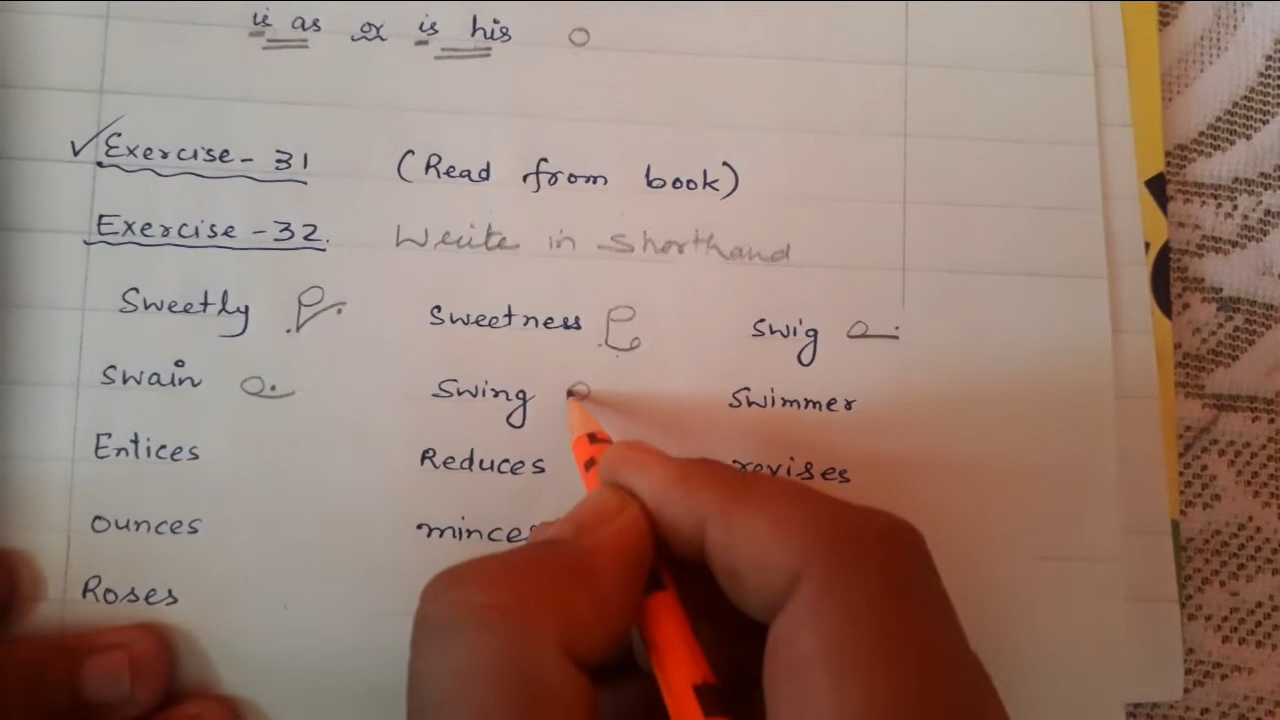 is as or is his
Exercise - 31 (Read from book)
Exercise - 32. Write in Shorthand
Sweetly Sweetness Swig
Swain Swing Swimmer
Entices Reduces revises
ounces
Roses